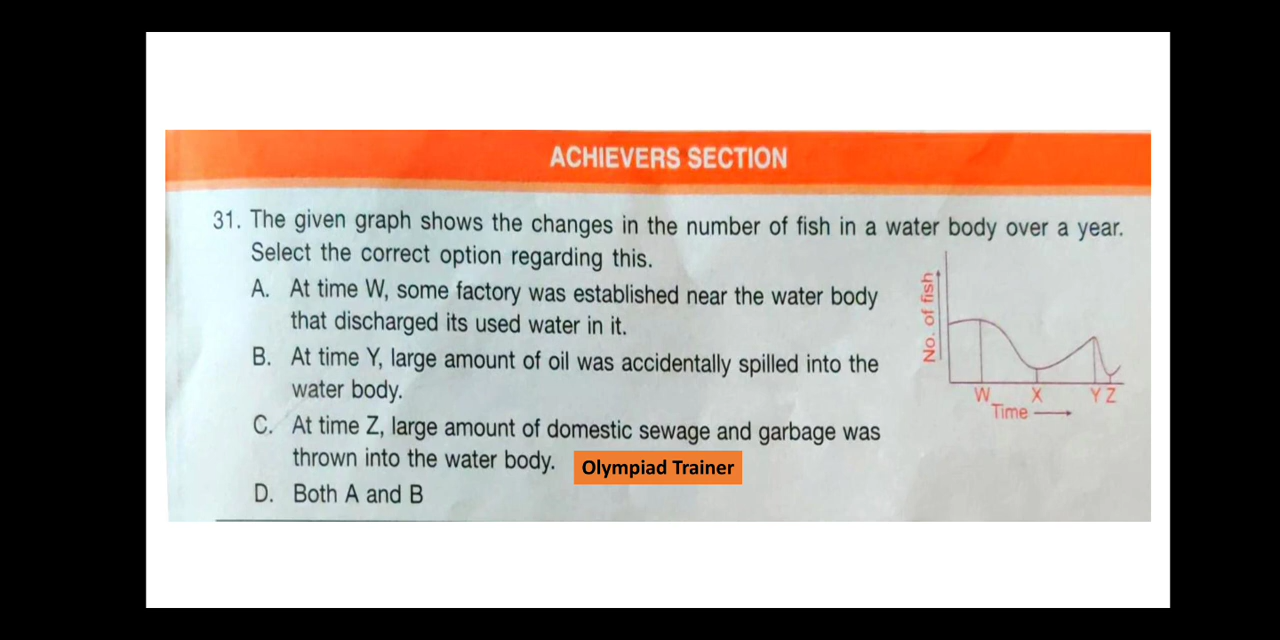 ACHIEVERS SECTION
31. The given graph shows the changes in the number of fish in a water body over a year.
Select the correct option regarding this.
A. At time W, some factory was established near the water body
that discharged its used water in it.
B. At time Y, large amount of oil was accidentally spilled into the
water body.
C. At time Z, large amount of domestic sewage and garbage was
thrown into the water body.
Olympiad Trainer
D. Both A and B
No. of fish
W X Y Z
Time